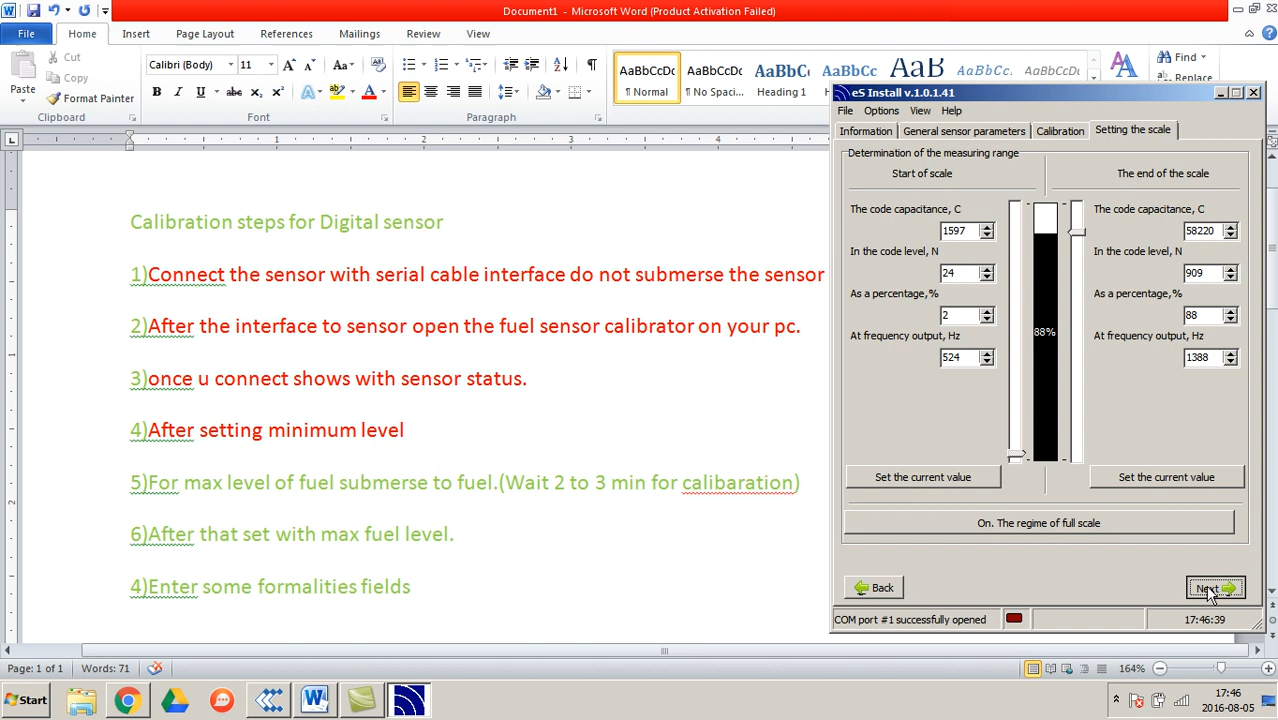 Document1 - Microsoft Word (Product Activation Failed)
File Home Insert Page Layout References Mailings Review View
Paste
Cut
Copy
Format Painter
Clipboard
Calibri (Body) 11
B I U abc x₂ x² A A A
Font
Paragraph
AaBbCcDc ¶ Normal
AaBbCcDc ¶ No Spaci...
AaBbC Heading 1
AaBbCc
AaB
AaBbCc.
AaBbCcDc
A
Find
Replace
Calibration steps for Digital sensor
1)Connect the sensor with serial cable interface do not submerse the sensor
2)After the interface to sensor open the fuel sensor calibrator on your pc.
3)once u connect shows with sensor status.
4)After setting minimum level
5)For max level of fuel submerse to fuel.(Wait 2 to 3 min for calibaration)
6)After that set with max fuel level.
4)Enter some formalities fields
eS Install v.1.0.1.41
File Options View Help
Information General sensor parameters Calibration Setting the scale
Determination of the measuring range
Start of scale
The end of the scale
The code capacitance, C
1597
In the code level, N
24
As a percentage,%
2
At frequency output, Hz
524
88%
The code capacitance, C
58220
In the code level, N
909
As a percentage,%
88
At frequency output, Hz
1388
Set the current value
Set the current value
On. The regime of full scale
Back
Next
COM port #1 successfully opened
17:46:39
Page: 1 of 1 Words: 71
164%
Start
17:46
2016-08-05